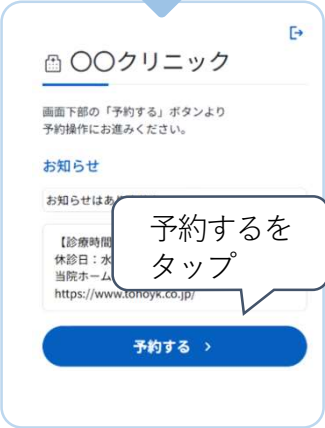 〇〇クリニック
画面下部の「予約する」ボタンより
予約操作にお進みください。
お知らせ
お知らせはあ
予約するを
タップ
【診療時間
休診日：水
当院ホーム
https://www.tohoyk.co.jp/
予約する